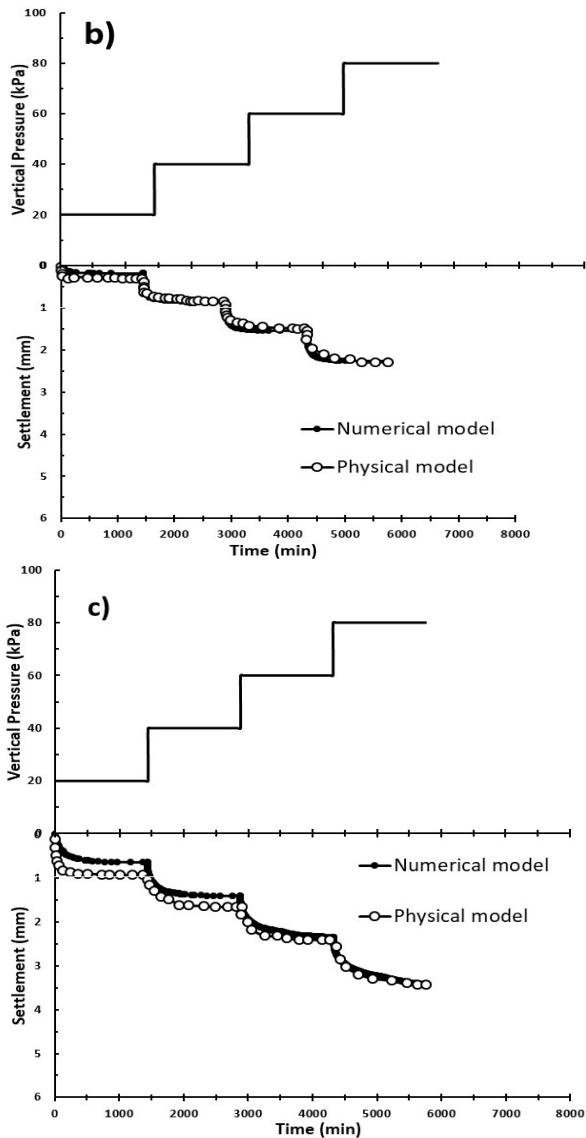 b)
Vertical Pressure (kPa)
100
80
60
40
20
0
Settlement (mm)
1
2
3
4
5
6
Numerical model
Physical model
0 1000 2000 3000 4000 5000 6000 7000 8000
Time (min)
c)
Vertical Pressure (kPa)
100
80
60
40
20
0
Settlement (mm)
1
2
3
4
5
6
Numerical model
Physical model
0 1000 2000 3000 4000 5000 6000 7000 8000
Time (min)